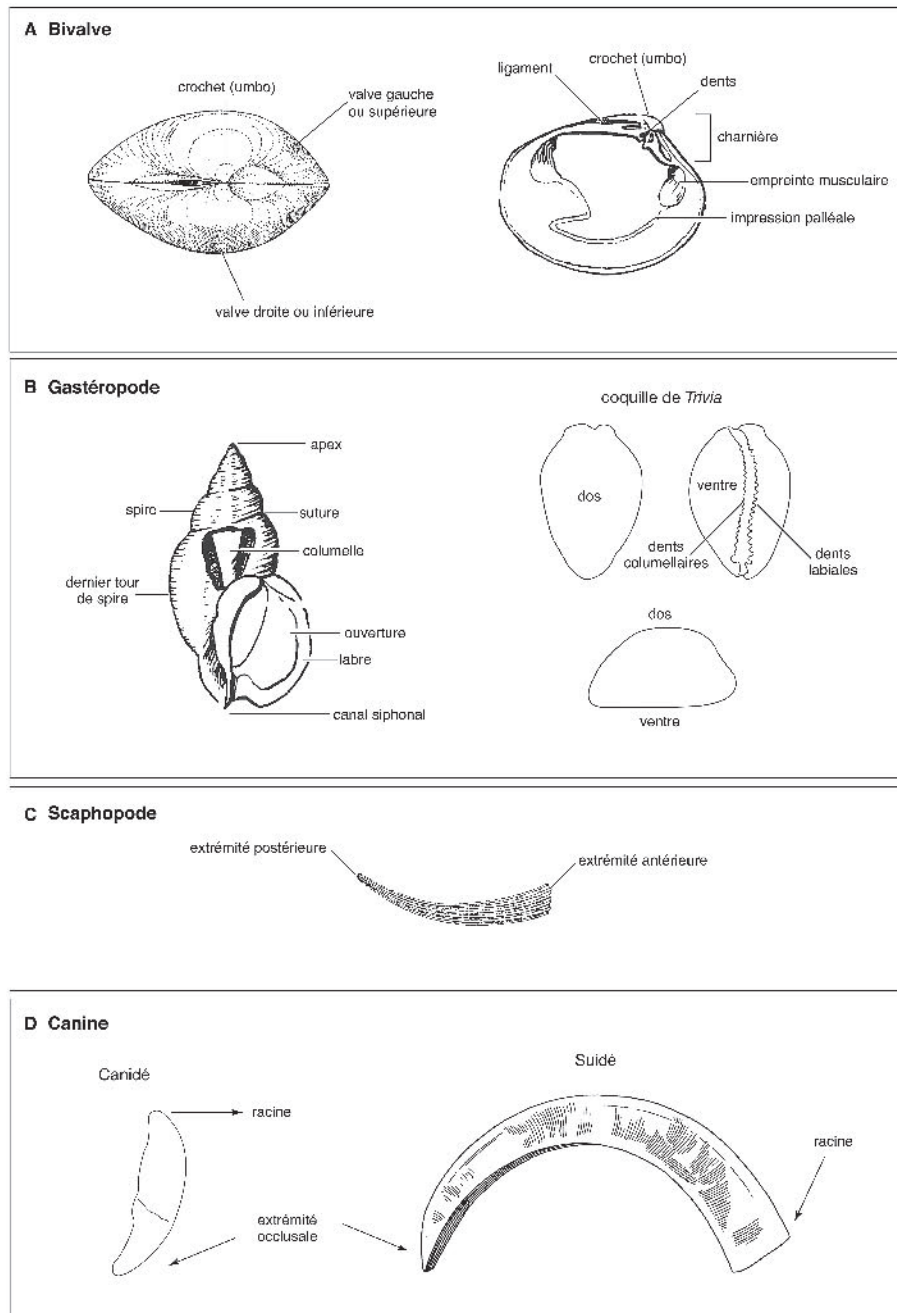 A Bivalve
crochet (umbo)
valve gauche
ou supérieure
valve droite ou inférieure
ligament
crochet (umbo)
dents
charnière
empreinte musculaire
impression palléale
B Gastéropode
apex
spire
suture
columelle
dernier tour
de spire
ouverture
labre
canal siphonal
coquille de Trivia
dos
ventre
dents
columellaires
dents
labiales
dos
ventre
C Scaphopode
extrémité postérieure
extrémité antérieure
D Canine
Canidé
racine
extrémité
occlusale
Suidé
racine